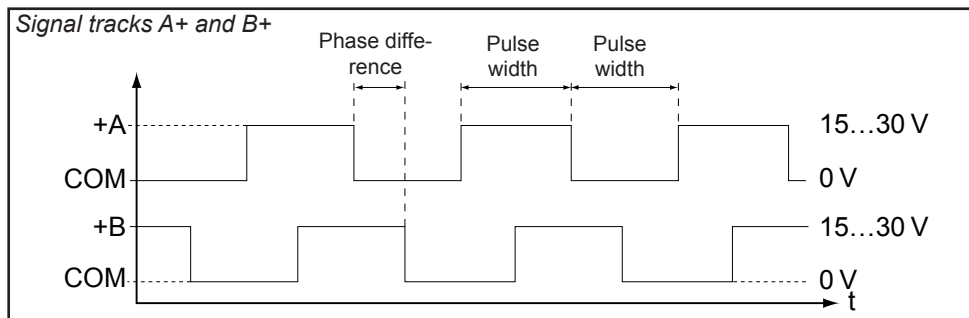 Signal tracks A+ and B+
Phase diffe-
rence
Pulse
width
Pulse
width
+A
15…30 V
COM
0 V
+B
15…30 V
COM
0 V
t